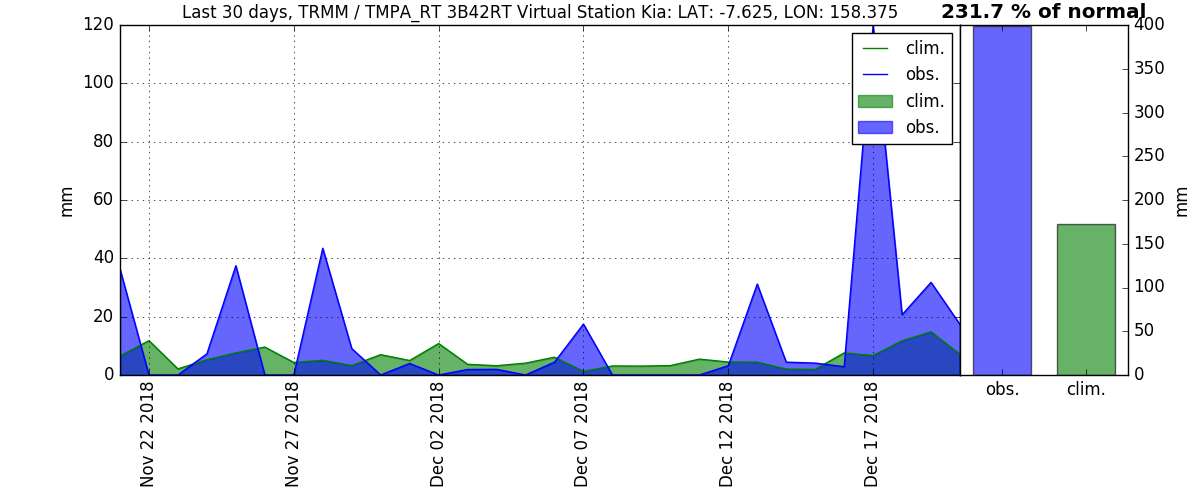 Last 30 days, TRMM / TMPA_RT 3B42RT Virtual Station Kia: LAT: -7.625, LON: 158.375
231.7 % of normal
120
100
80
60
40
20
0
mm
clim.
obs.
clim.
obs.
400
350
300
250
200
150
100
50
0
mm
Nov 22 2018
Nov 27 2018
Dec 02 2018
Dec 07 2018
Dec 12 2018
Dec 17 2018
obs.
clim.